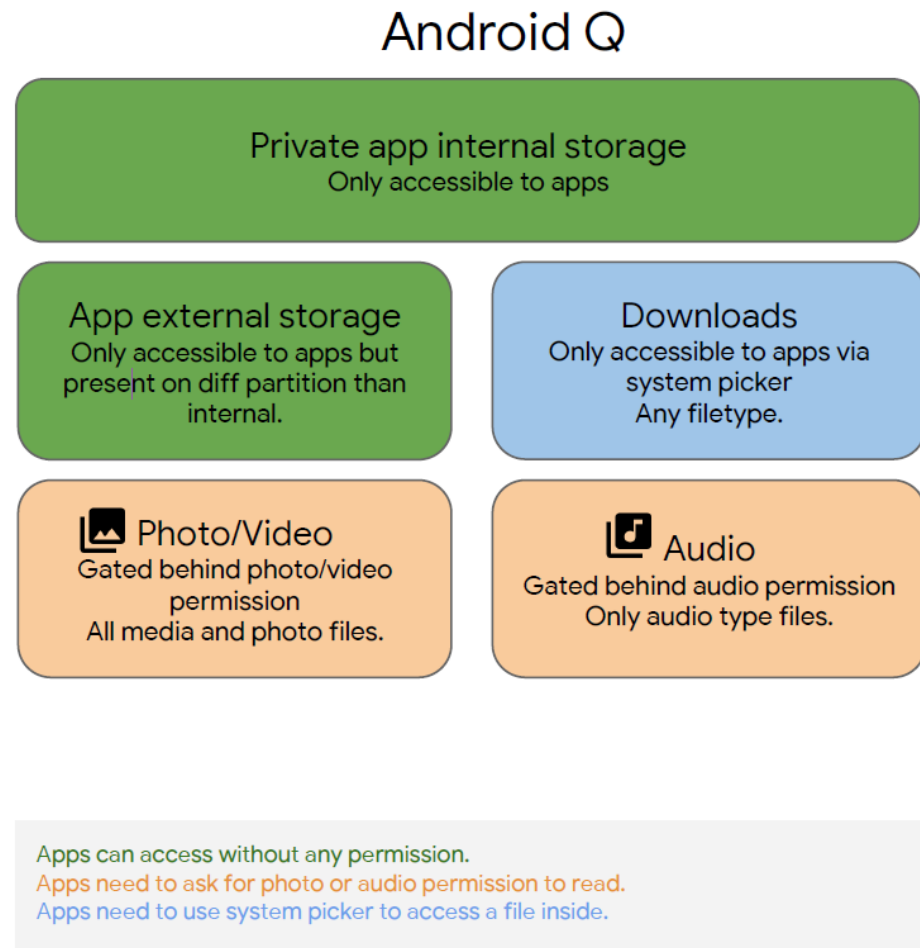 Android Q
Private app internal storage
Only accessible to apps
App external storage
Only accessible to apps but
present on diff partition than
internal.
Downloads
Only accessible to apps via
system picker
Any filetype.
Photo/Video
Gated behind photo/video
permission
All media and photo files.
Audio
Gated behind audio permission
Only audio type files.
Apps can access without any permission.
Apps need to ask for photo or audio permission to read.
Apps need to use system picker to access a file inside.